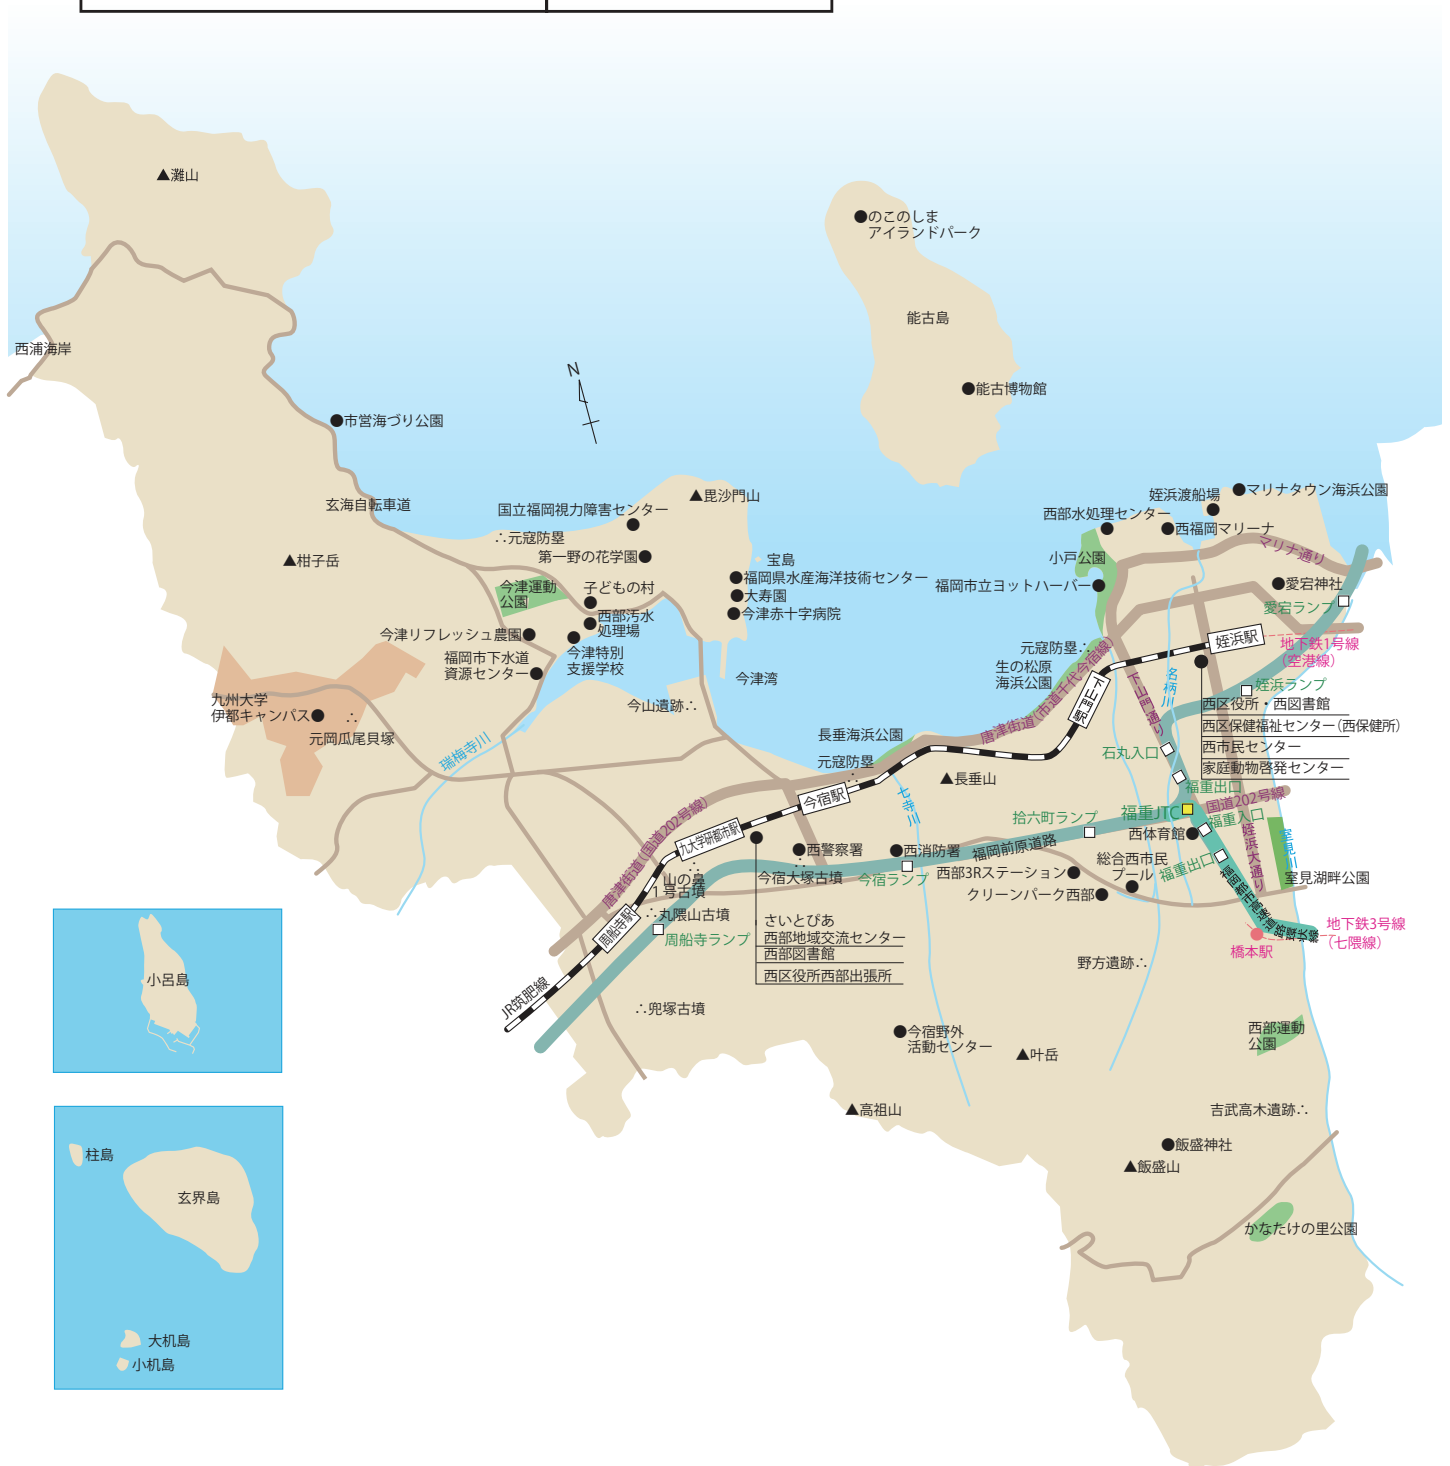 灘山
のこのしま
アイランドパーク
能古島
西浦海岸
能古博物館
N
市営海づり公園
玄海自転車道
毘沙門山
国立福岡視力障害センター
元寇防塁
第一野の花学園
柑子岳
宝島
福岡県水産海洋技術センター
大寿園
今津赤十字病院
今津運動
公園
子どもの村
西部汚水
処理場
今津リフレッシュ農園
今津特別
支援学校
福岡市下水道
資源センター
今津湾
今山遺跡
九州大学
伊都キャンパス
元岡瓜尾貝塚
瑞梅寺川
マリナタウン海浜公園
姪浜渡船場
西部水処理センター
西福岡マリーナ
小戸公園
マリナ通り
福岡市立ヨットハーバー
愛宕神社
愛宕ランプ
姪浜駅
地下鉄1号線
(空港線)
元寇防塁
生の松原
海浜公園
唐津街道(市道千代今宿線)
下山門駅
下山門通り
名柄川
姪浜ランプ
西区役所・西図書館
西区保健福祉センター(西保健所)
西市民センター
家庭動物啓発センター
長垂海浜公園
元寇防塁
長垂山
石丸入口
福重出口
国道202号線
福重JTC
福重入口
西体育館
福重出口
姪浜大通り
室見川
室見湖畔公園
福岡都市高速道路環状線
地下鉄3号線
(七隈線)
橋本駅
七寺川
今宿駅
九大学研都市駅
唐津街道(国道202号線)
拾六町ランプ
福岡前原道路
西警察署
今宿大塚古墳
西消防署
今宿ランプ
西部3Rステーション
クリーンパーク西部
総合西市民
プール
山の鼻
1号古墳
丸隈山古墳
周船寺駅
周船寺ランプ
さいとぴあ
西部地域交流センター
西部図書館
西区役所西部出張所
JR筑肥線
兜塚古墳
野方遺跡
今宿野外
活動センター
叶岳
西部運動
公園
高祖山
吉武高木遺跡
飯盛神社
飯盛山
かなたけの里公園
小呂島
柱島
玄界島
大机島
小机島